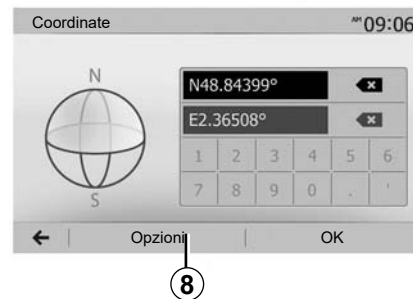 Coordinate AM 09:06
N
S
N48.84399°
E2.36508°
1 2 3 4 5 6
7 8 9 0 . '
Opzioni OK
8